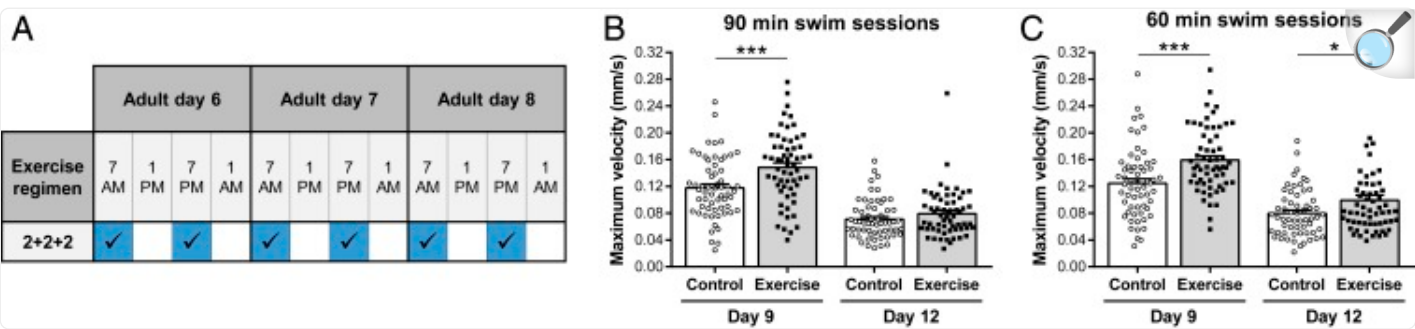 A
Adult day 6 Adult day 7 Adult day 8
Exercise regimen 7 AM 1 PM 7 PM 1 AM 7 AM 1 PM 7 PM 1 AM 7 AM 1 PM 7 PM 1 AM
2+2+2 ✓ ✓ ✓ ✓ ✓ ✓
B
90 min swim sessions
Maximum velocity (mm/s)
0.32
0.28
0.24
0.20
0.16
0.12
0.08
0.04
0.00
***
Control Exercise Control Exercise
Day 9 Day 12
C
60 min swim sessions
Maximum velocity (mm/s)
0.32
0.28
0.24
0.20
0.16
0.12
0.08
0.04
0.00
*** *
Control Exercise Control Exercise
Day 9 Day 12